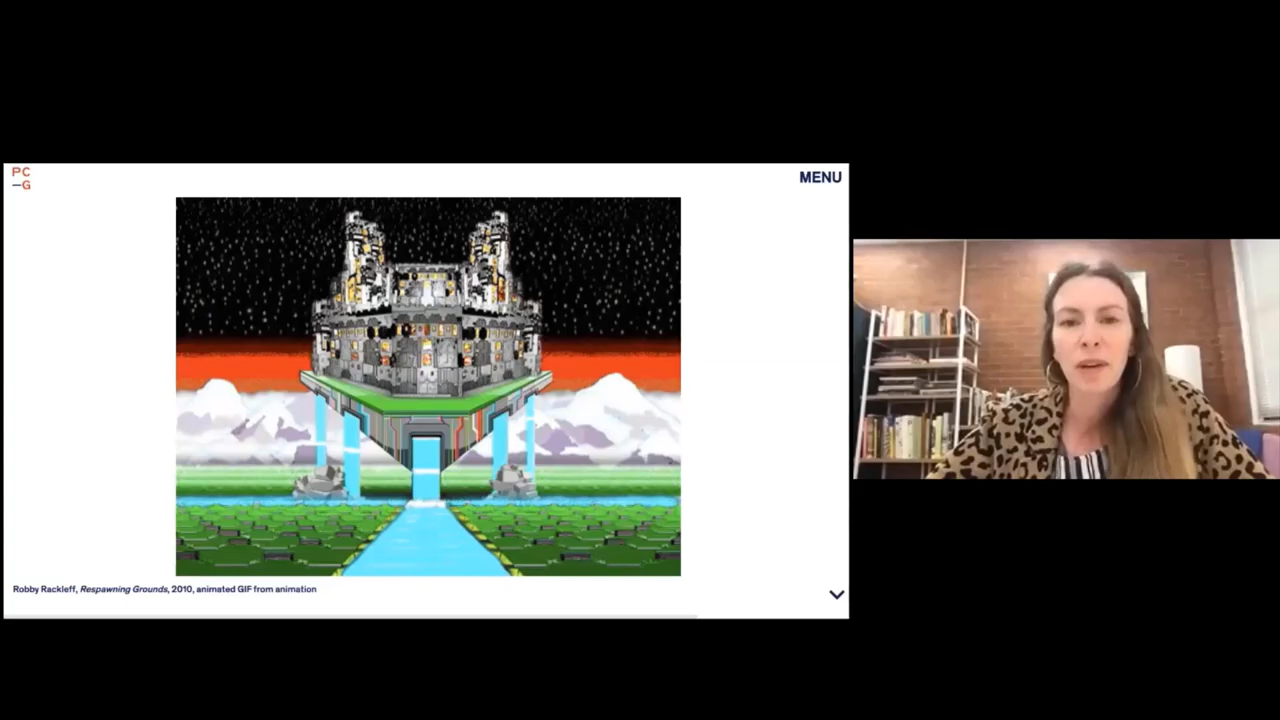 PC
—G
MENU
Robby Rackleff, Respawning Grounds, 2010, animated GIF from animation